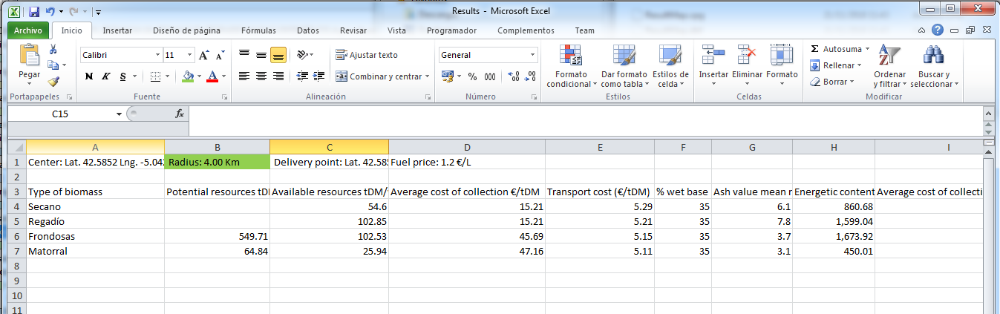 Results - Microsoft Excel
Archivo Inicio Insertar Diseño de página Fórmulas Datos Revisar Vista Programador Complementos Team
Pegar
Calibri 11
N K S
Ajustar texto
Combinar y centrar
General
% 000
Formato condicional
Dar formato como tabla
Estilos de celda
Insertar Eliminar Formato
Σ Autosuma
Rellenar
Borrar
Ordenar y filtrar
Buscar y seleccionar
Portapapeles Fuente Alineación Número Estilos Celdas Modificar
C15 fx
A B C D E F G H I
1 Center: Lat. 42.5852 Lng. -5.04 Radius: 4.00 Km Delivery point: Lat. 42.58 Fuel price: 1.2 €/L
2
3 Type of biomass Potential resources tD Available resources tDM/ Average cost of collection €/tDM Transport cost (€/tDM) % wet base Ash value mean Energetic content Average cost of collecti
4 Secano 54.6 15.21 5.29 35 6.1 860.68
5 Regadío 102.85 15.21 5.21 35 7.8 1,599.04
6 Frondosas 549.71 102.53 45.69 5.15 35 3.7 1,673.92
7 Matorral 64.84 25.94 47.16 5.11 35 3.1 450.01
8
9
10
11